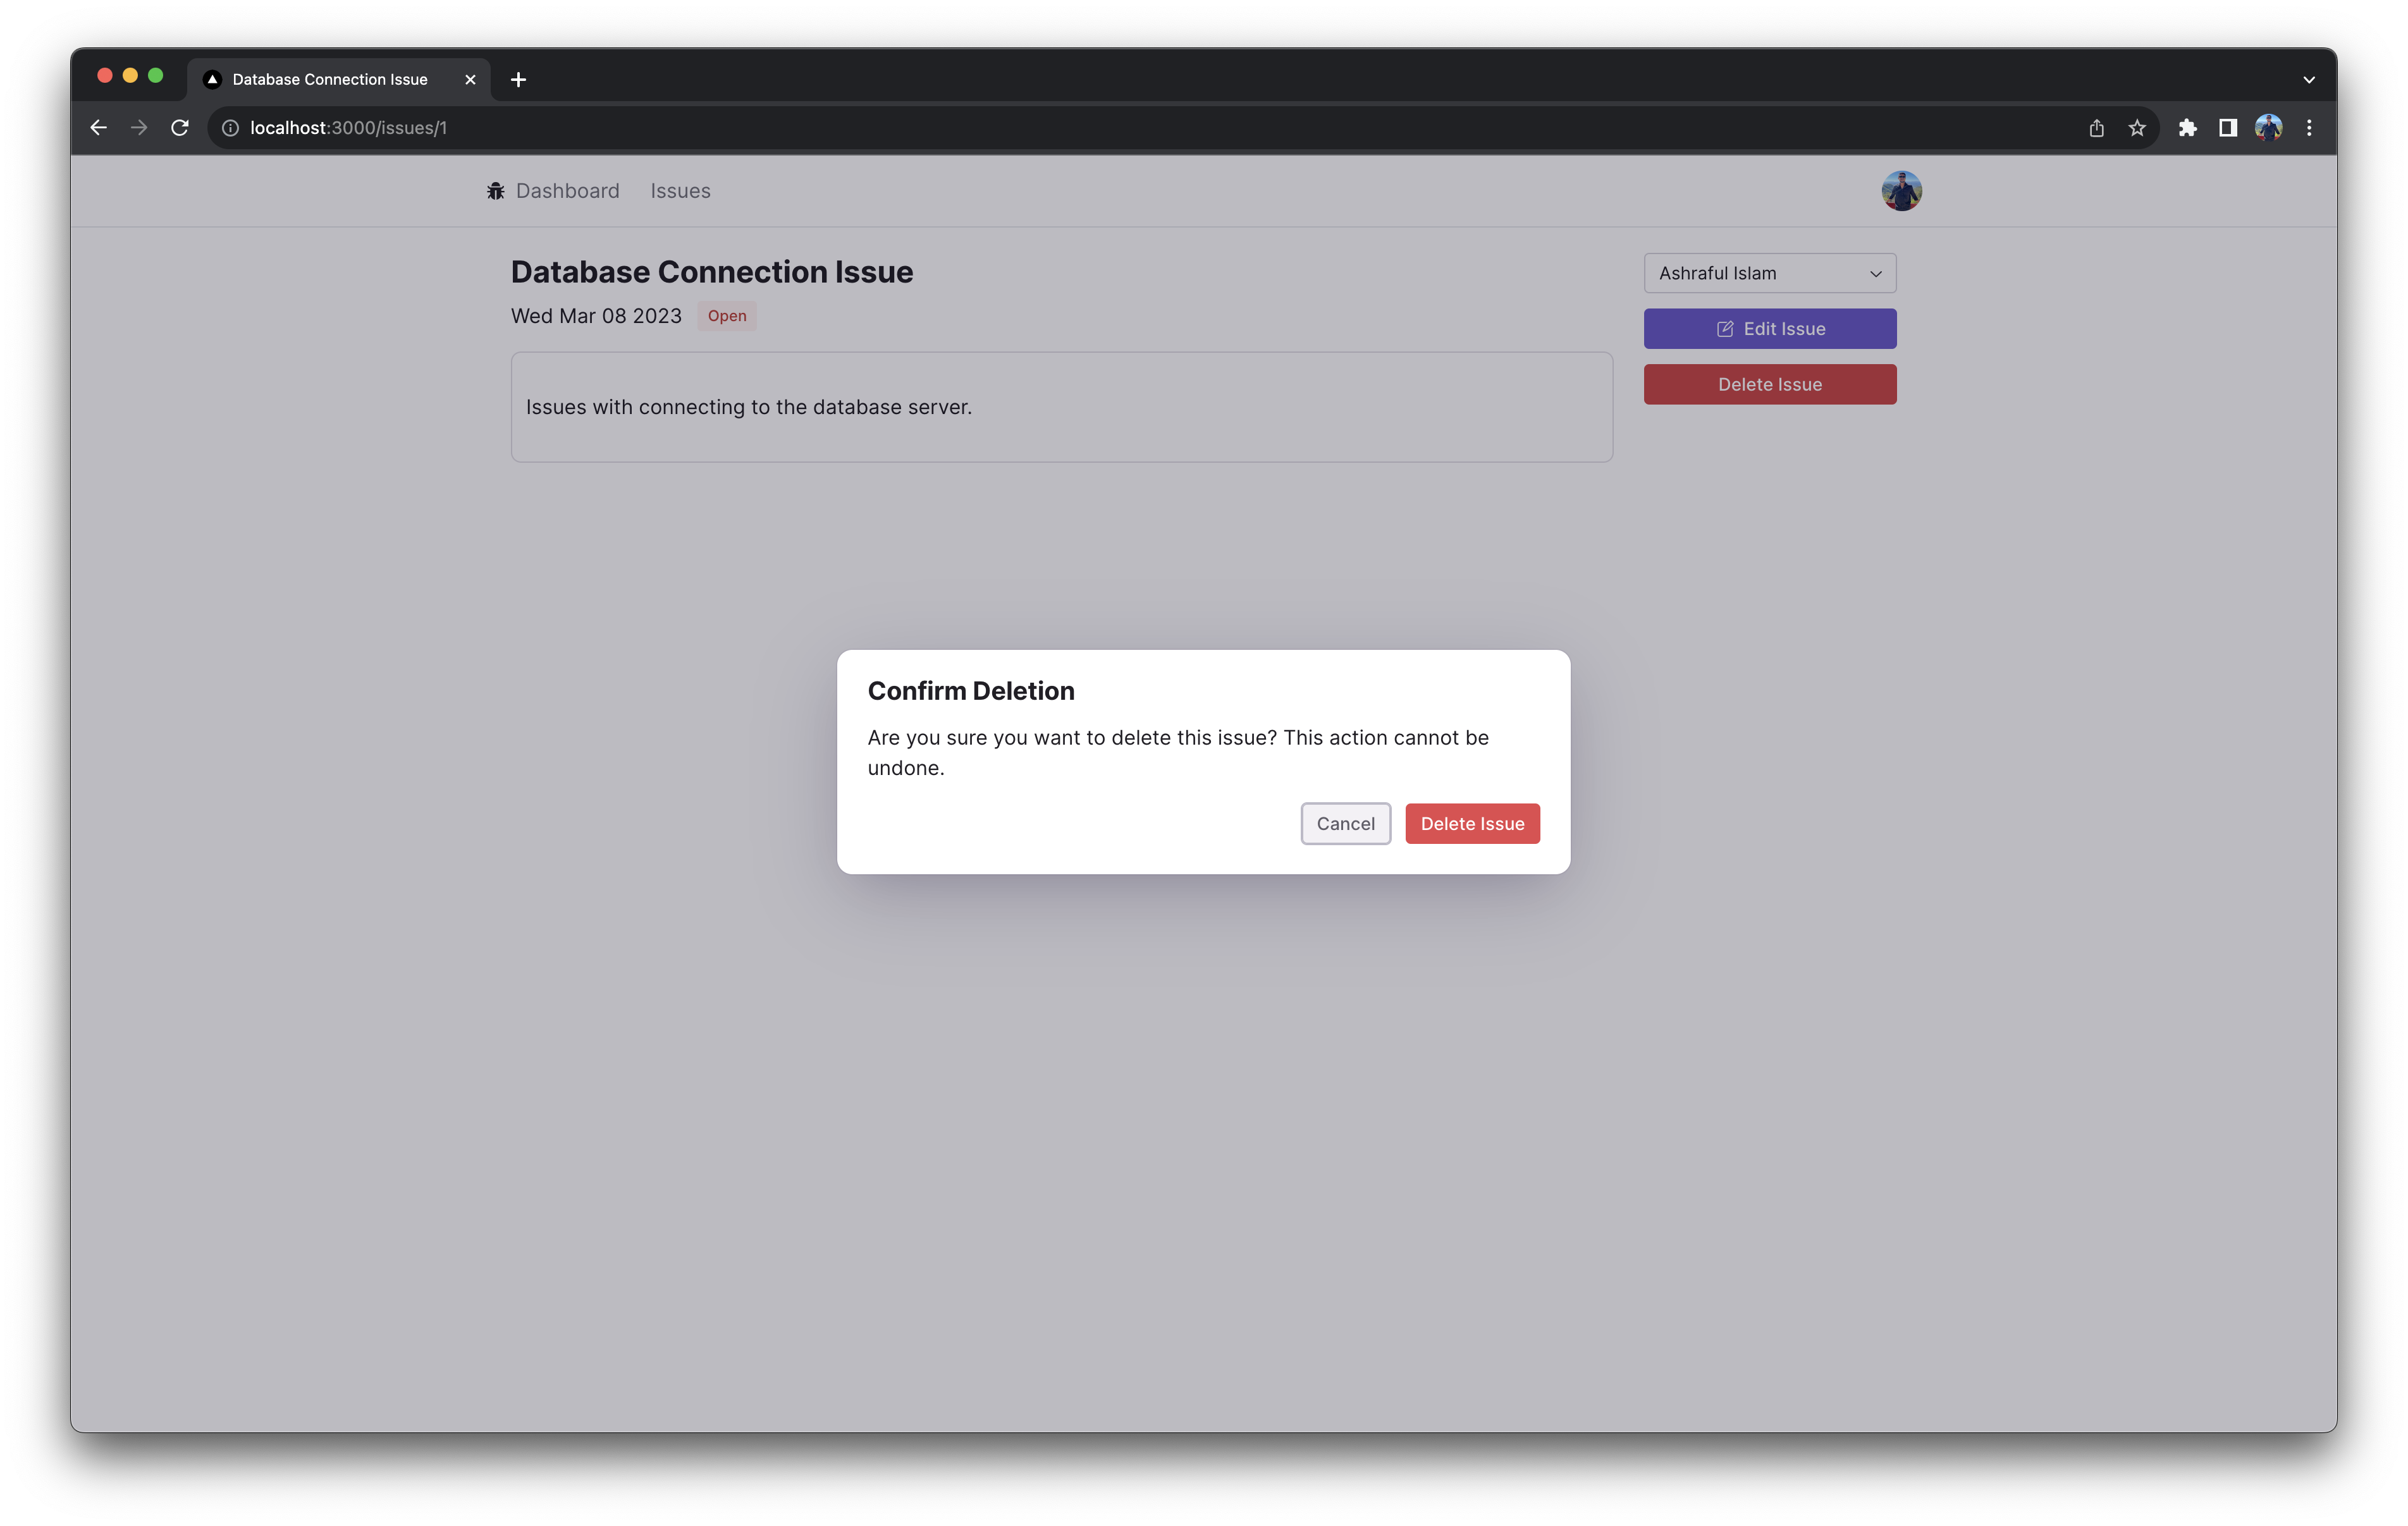 Database Connection Issue
localhost:3000/issues/1
Dashboard Issues
Database Connection Issue
Ashraful Islam
Wed Mar 08 2023 Open
Edit Issue
Delete Issue
Issues with connecting to the database server.
Confirm Deletion
Are you sure you want to delete this issue? This action cannot be
undone.
Cancel Delete Issue